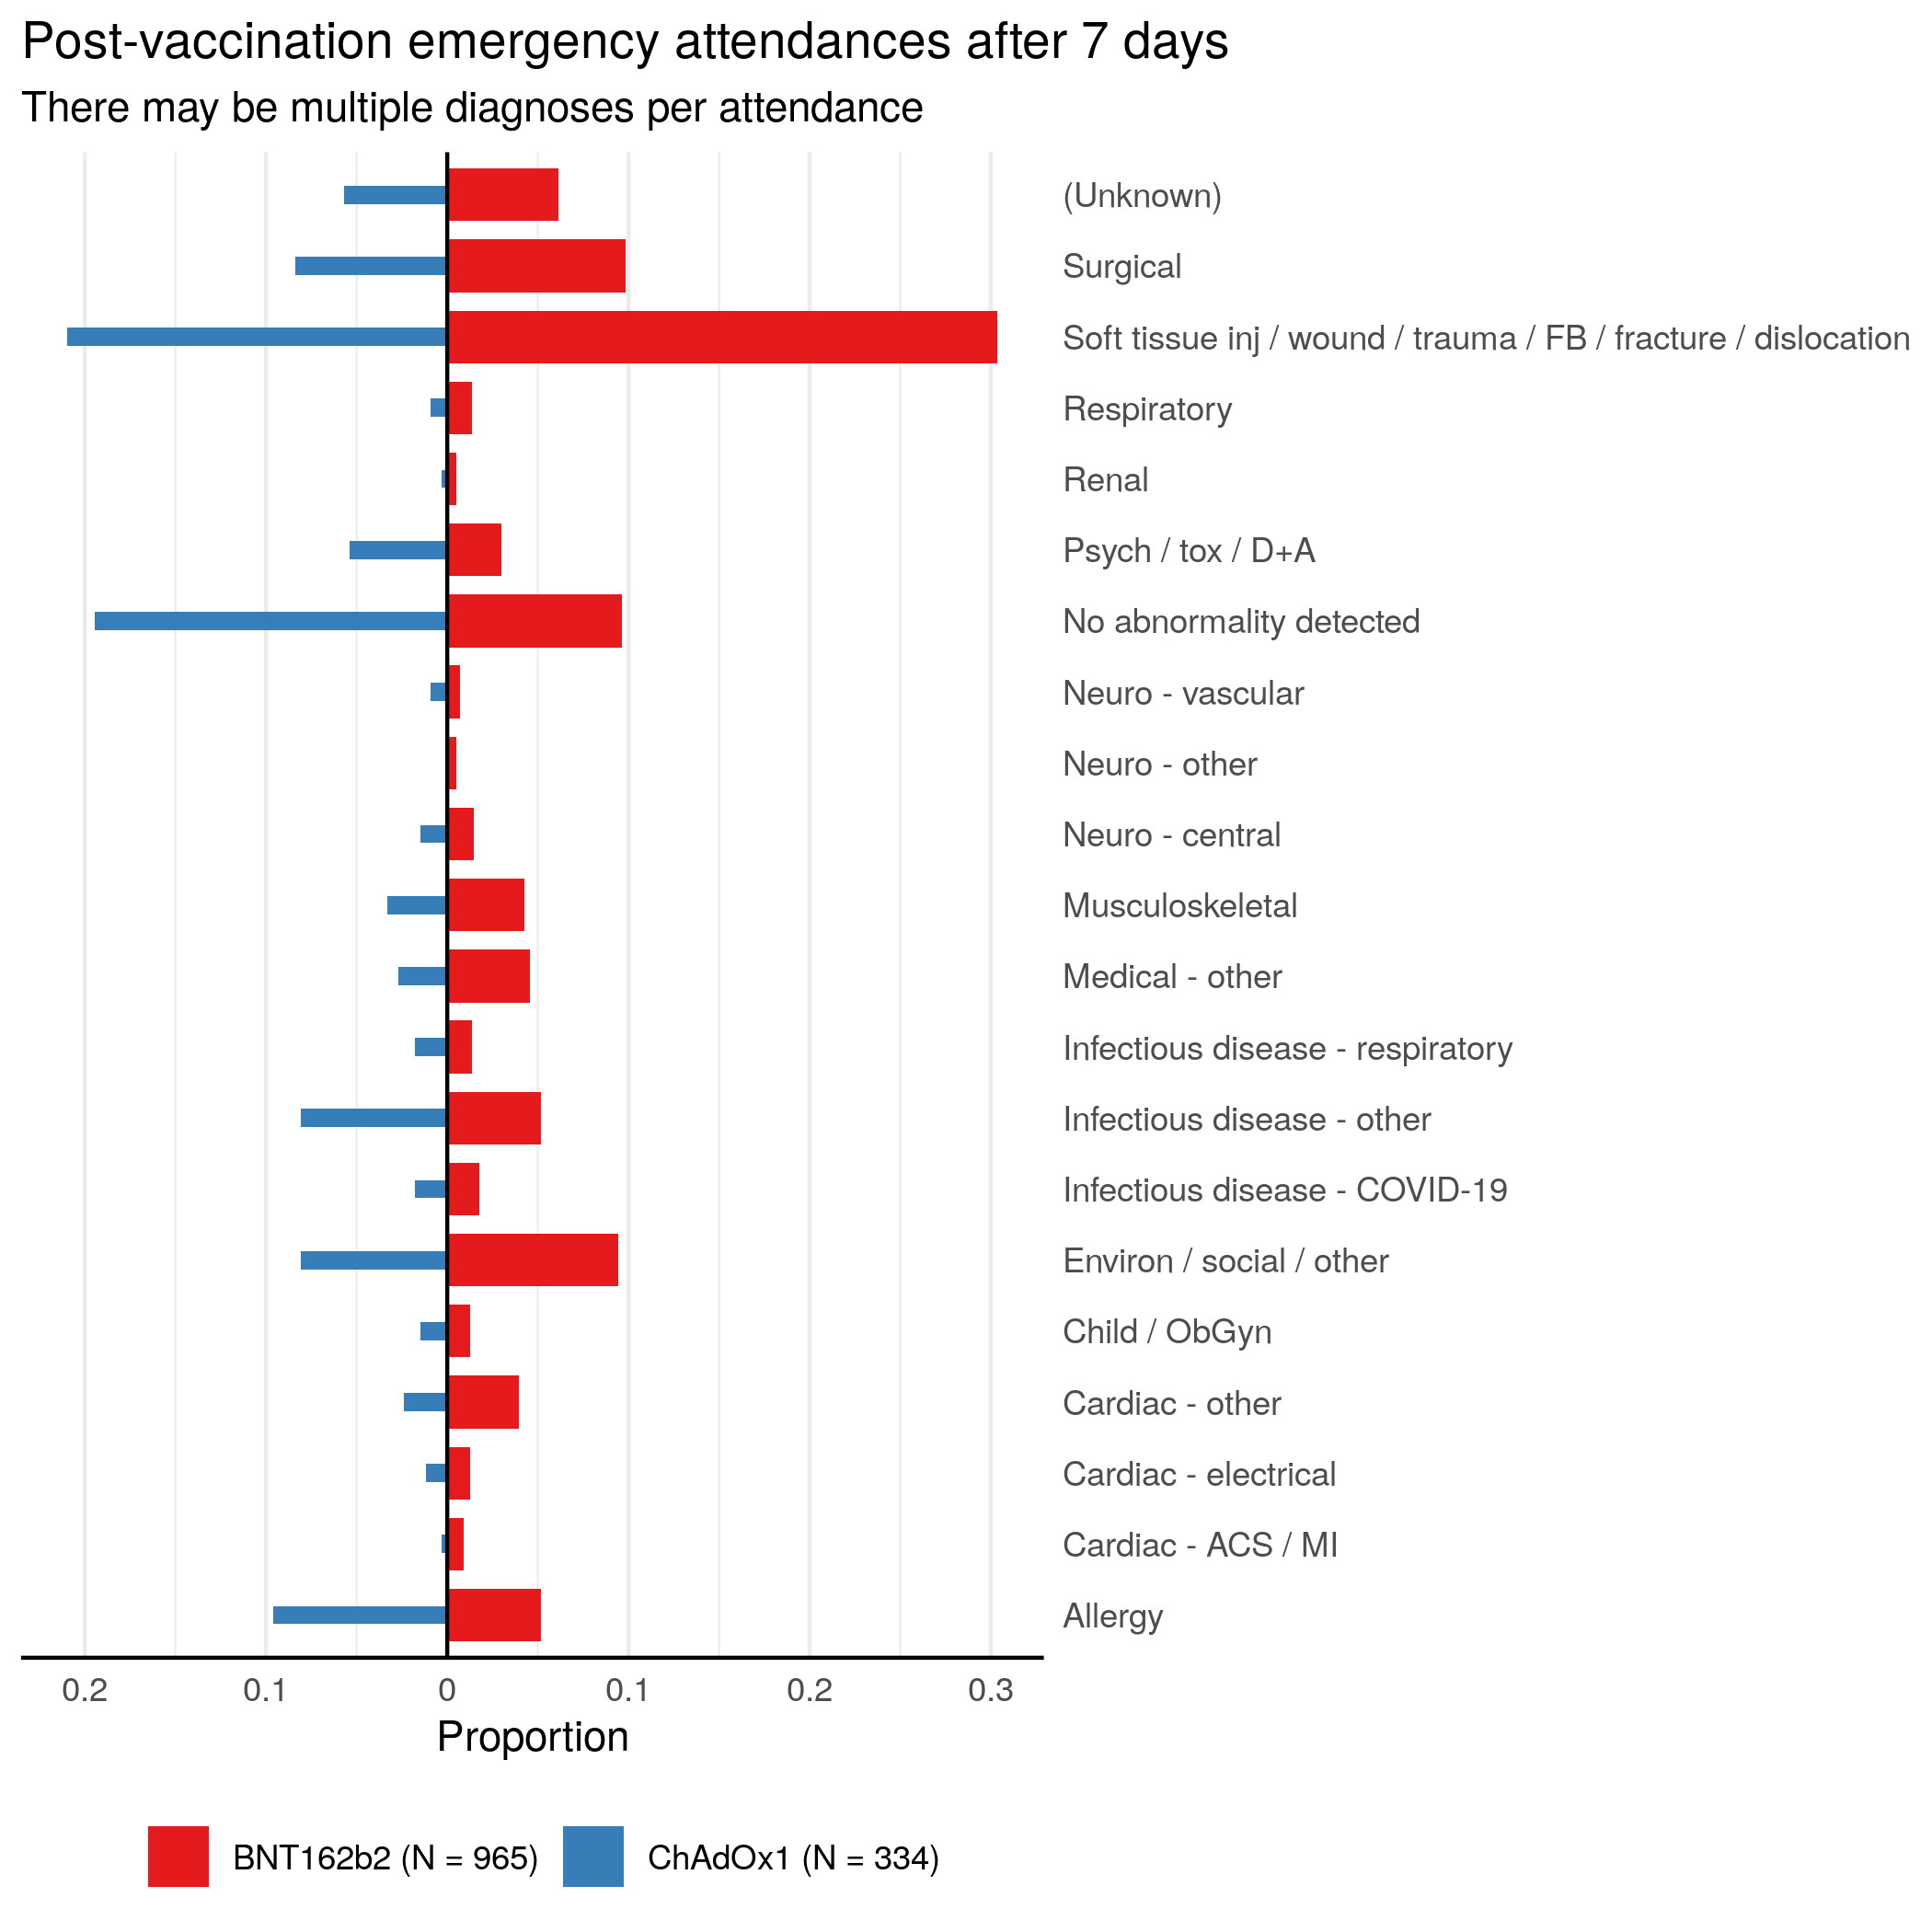 Post-vaccination emergency attendances after 7 days
There may be multiple diagnoses per attendance
(Unknown)
Surgical
Soft tissue inj / wound / trauma / FB / fracture / dislocation
Respiratory
Renal
Psych / tox / D+A
No abnormality detected
Neuro - vascular
Neuro - other
Neuro - central
Musculoskeletal
Medical - other
Infectious disease - respiratory
Infectious disease - other
Infectious disease - COVID-19
Environ / social / other
Child / ObGyn
Cardiac - other
Cardiac - electrical
Cardiac - ACS / MI
Allergy
0.2 0.1 0 0.1 0.2 0.3
Proportion
BNT162b2 (N = 965) ChAdOx1 (N = 334)